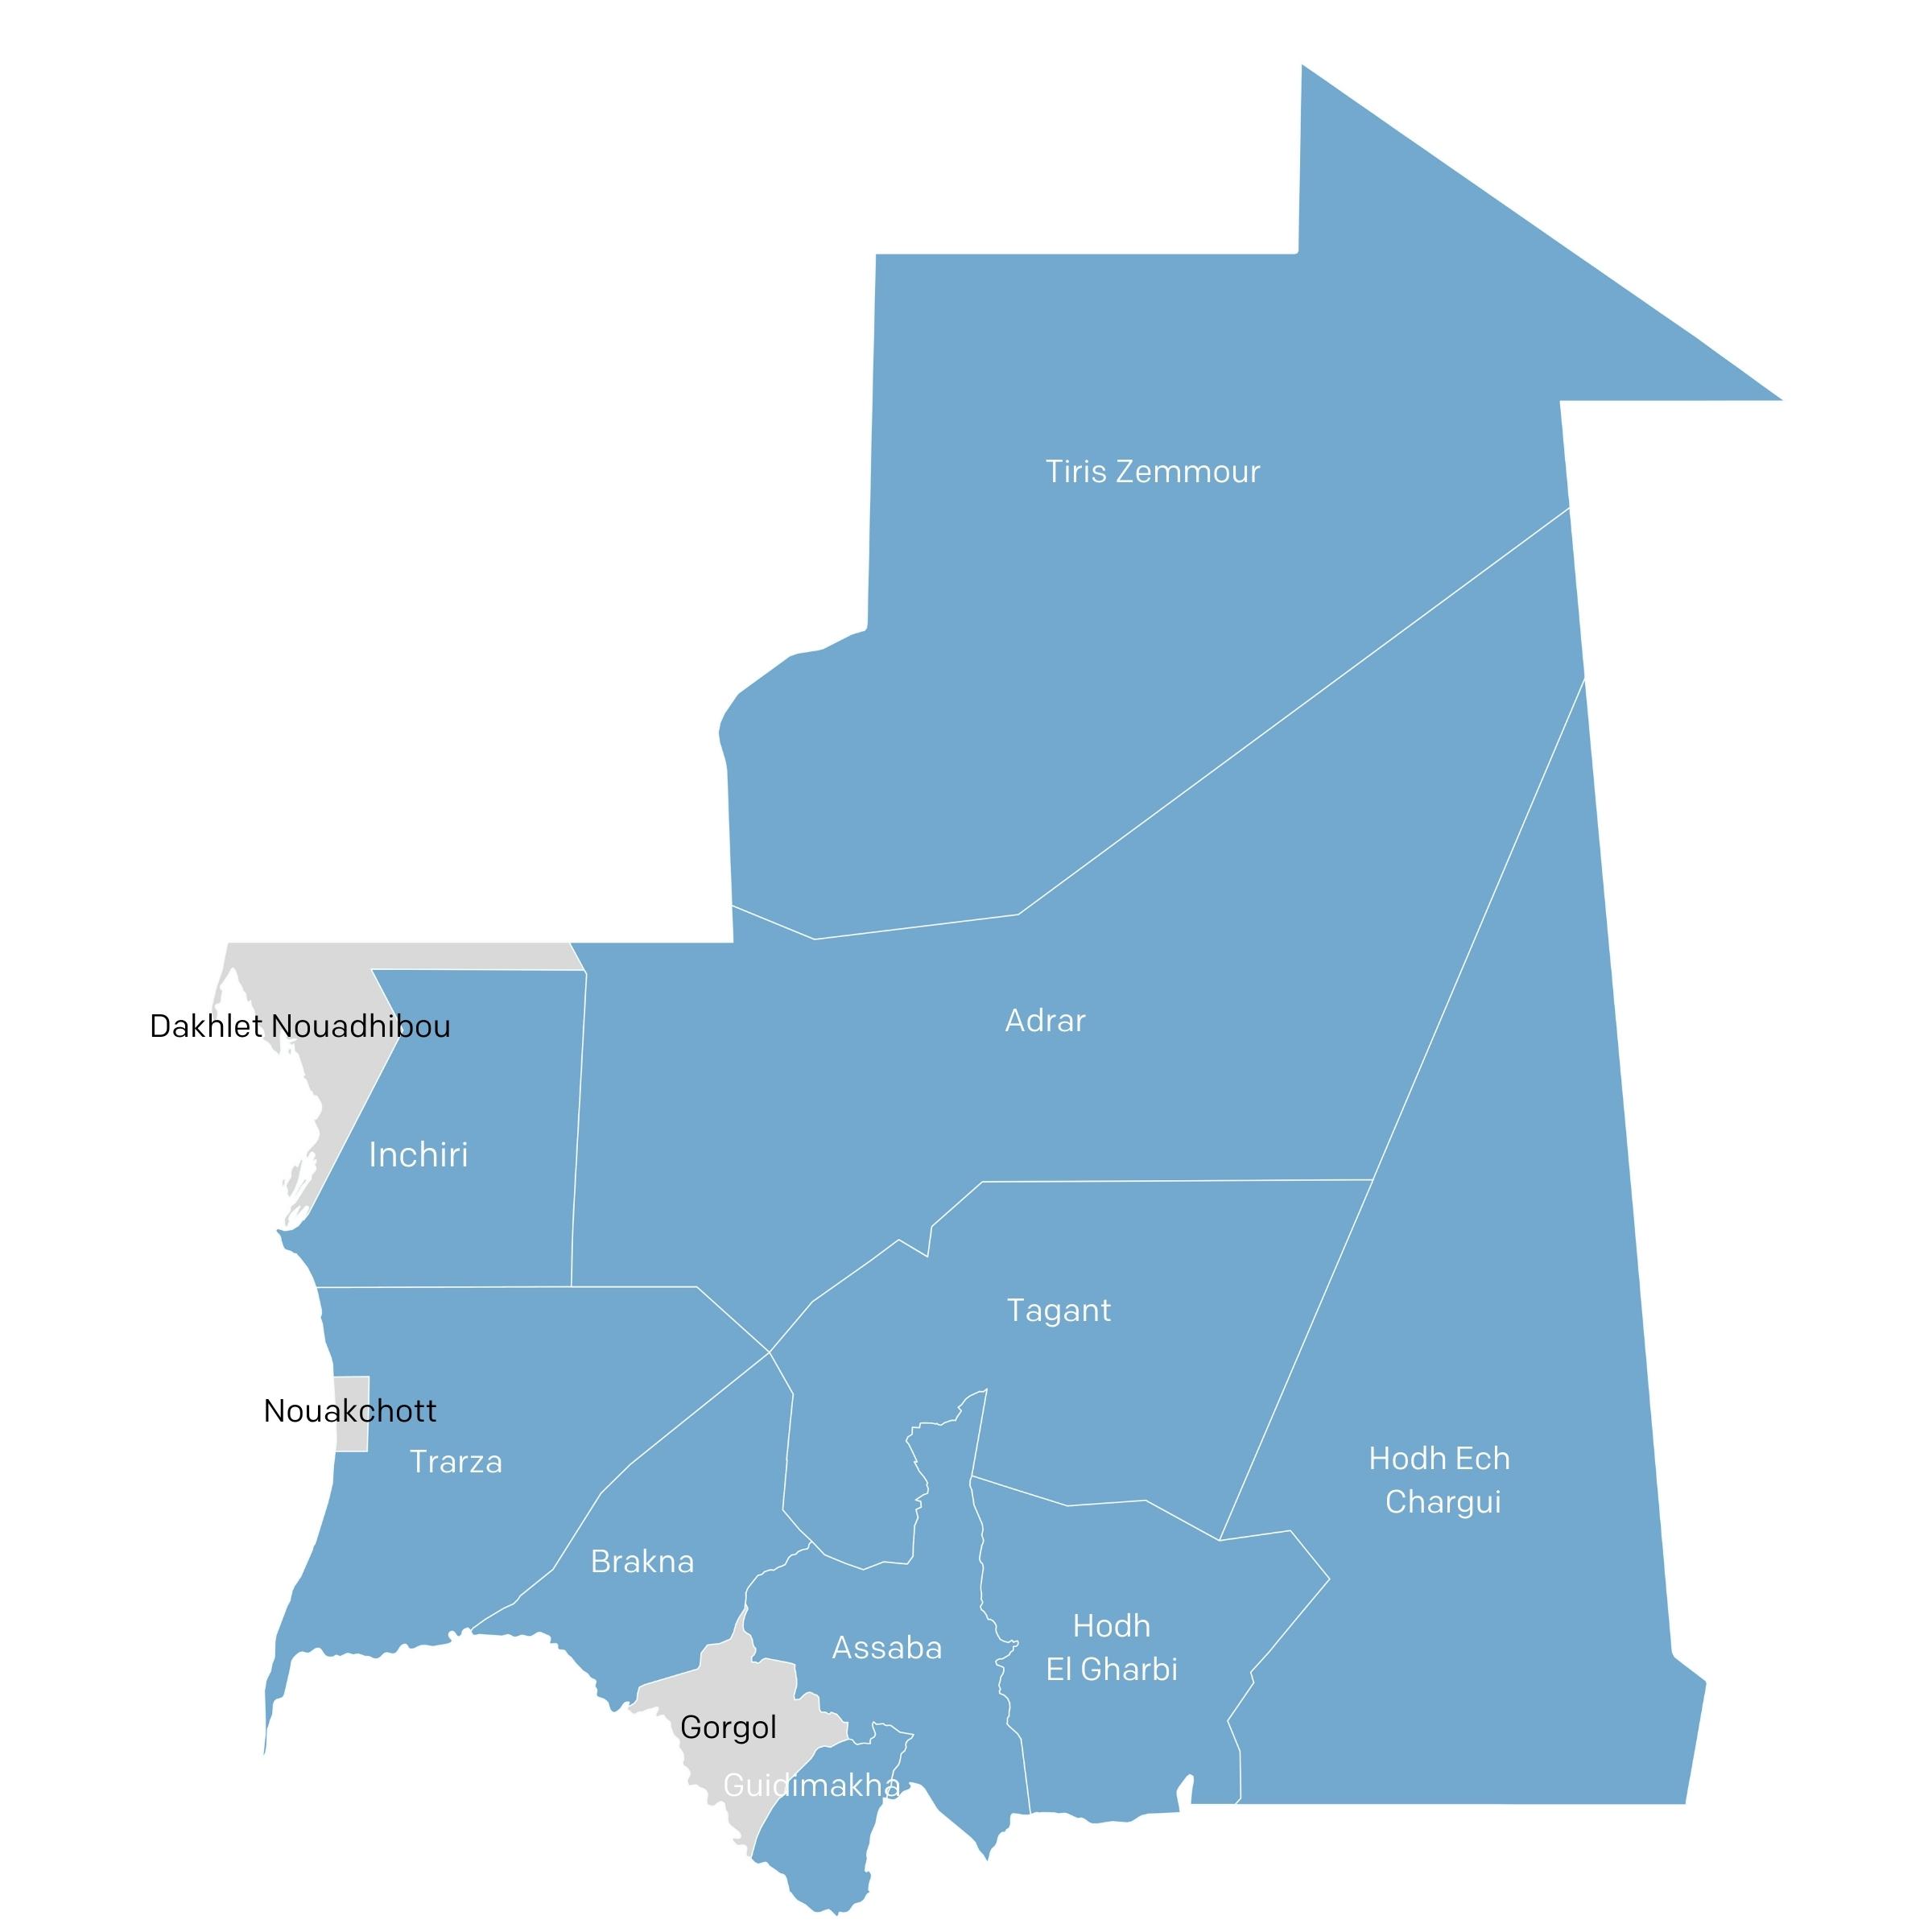 Tiris Zemmour
Adrar
Dakhlet Nouadhibou
Inchiri
Tagant
Nouakchott
Trarza
Hodh Ech
Chargui
Brakna
Assaba
Hodh
El Gharbi
Gorgol
Guidimakha